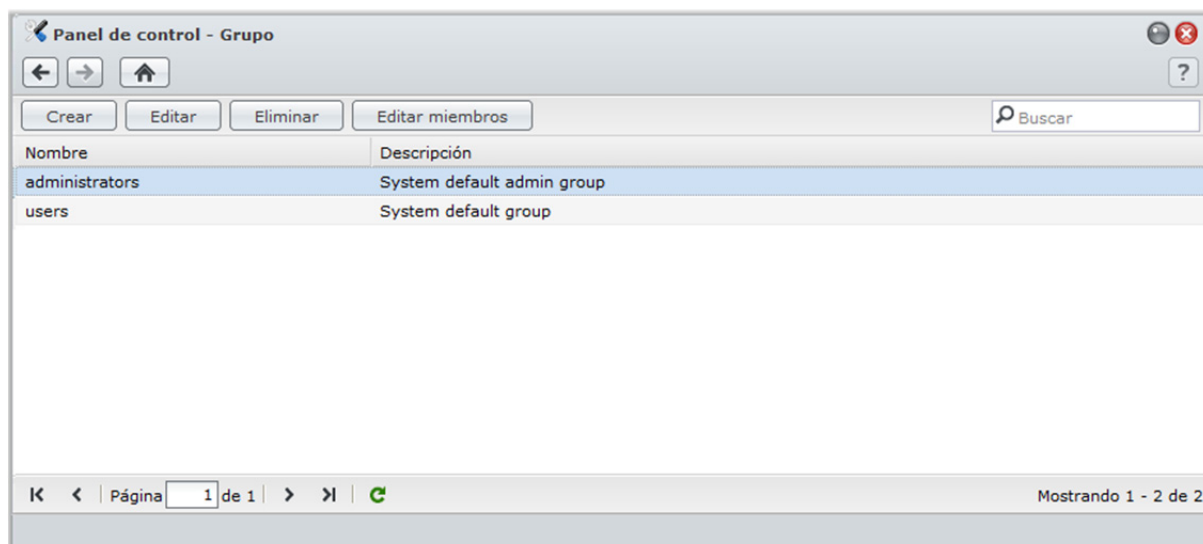 Panel de control - Grupo
?
Crear Editar Eliminar Editar miembros Buscar
Nombre Descripción
administrators System default admin group
users System default group
Página 1 de 1 Mostrando 1 - 2 de 2